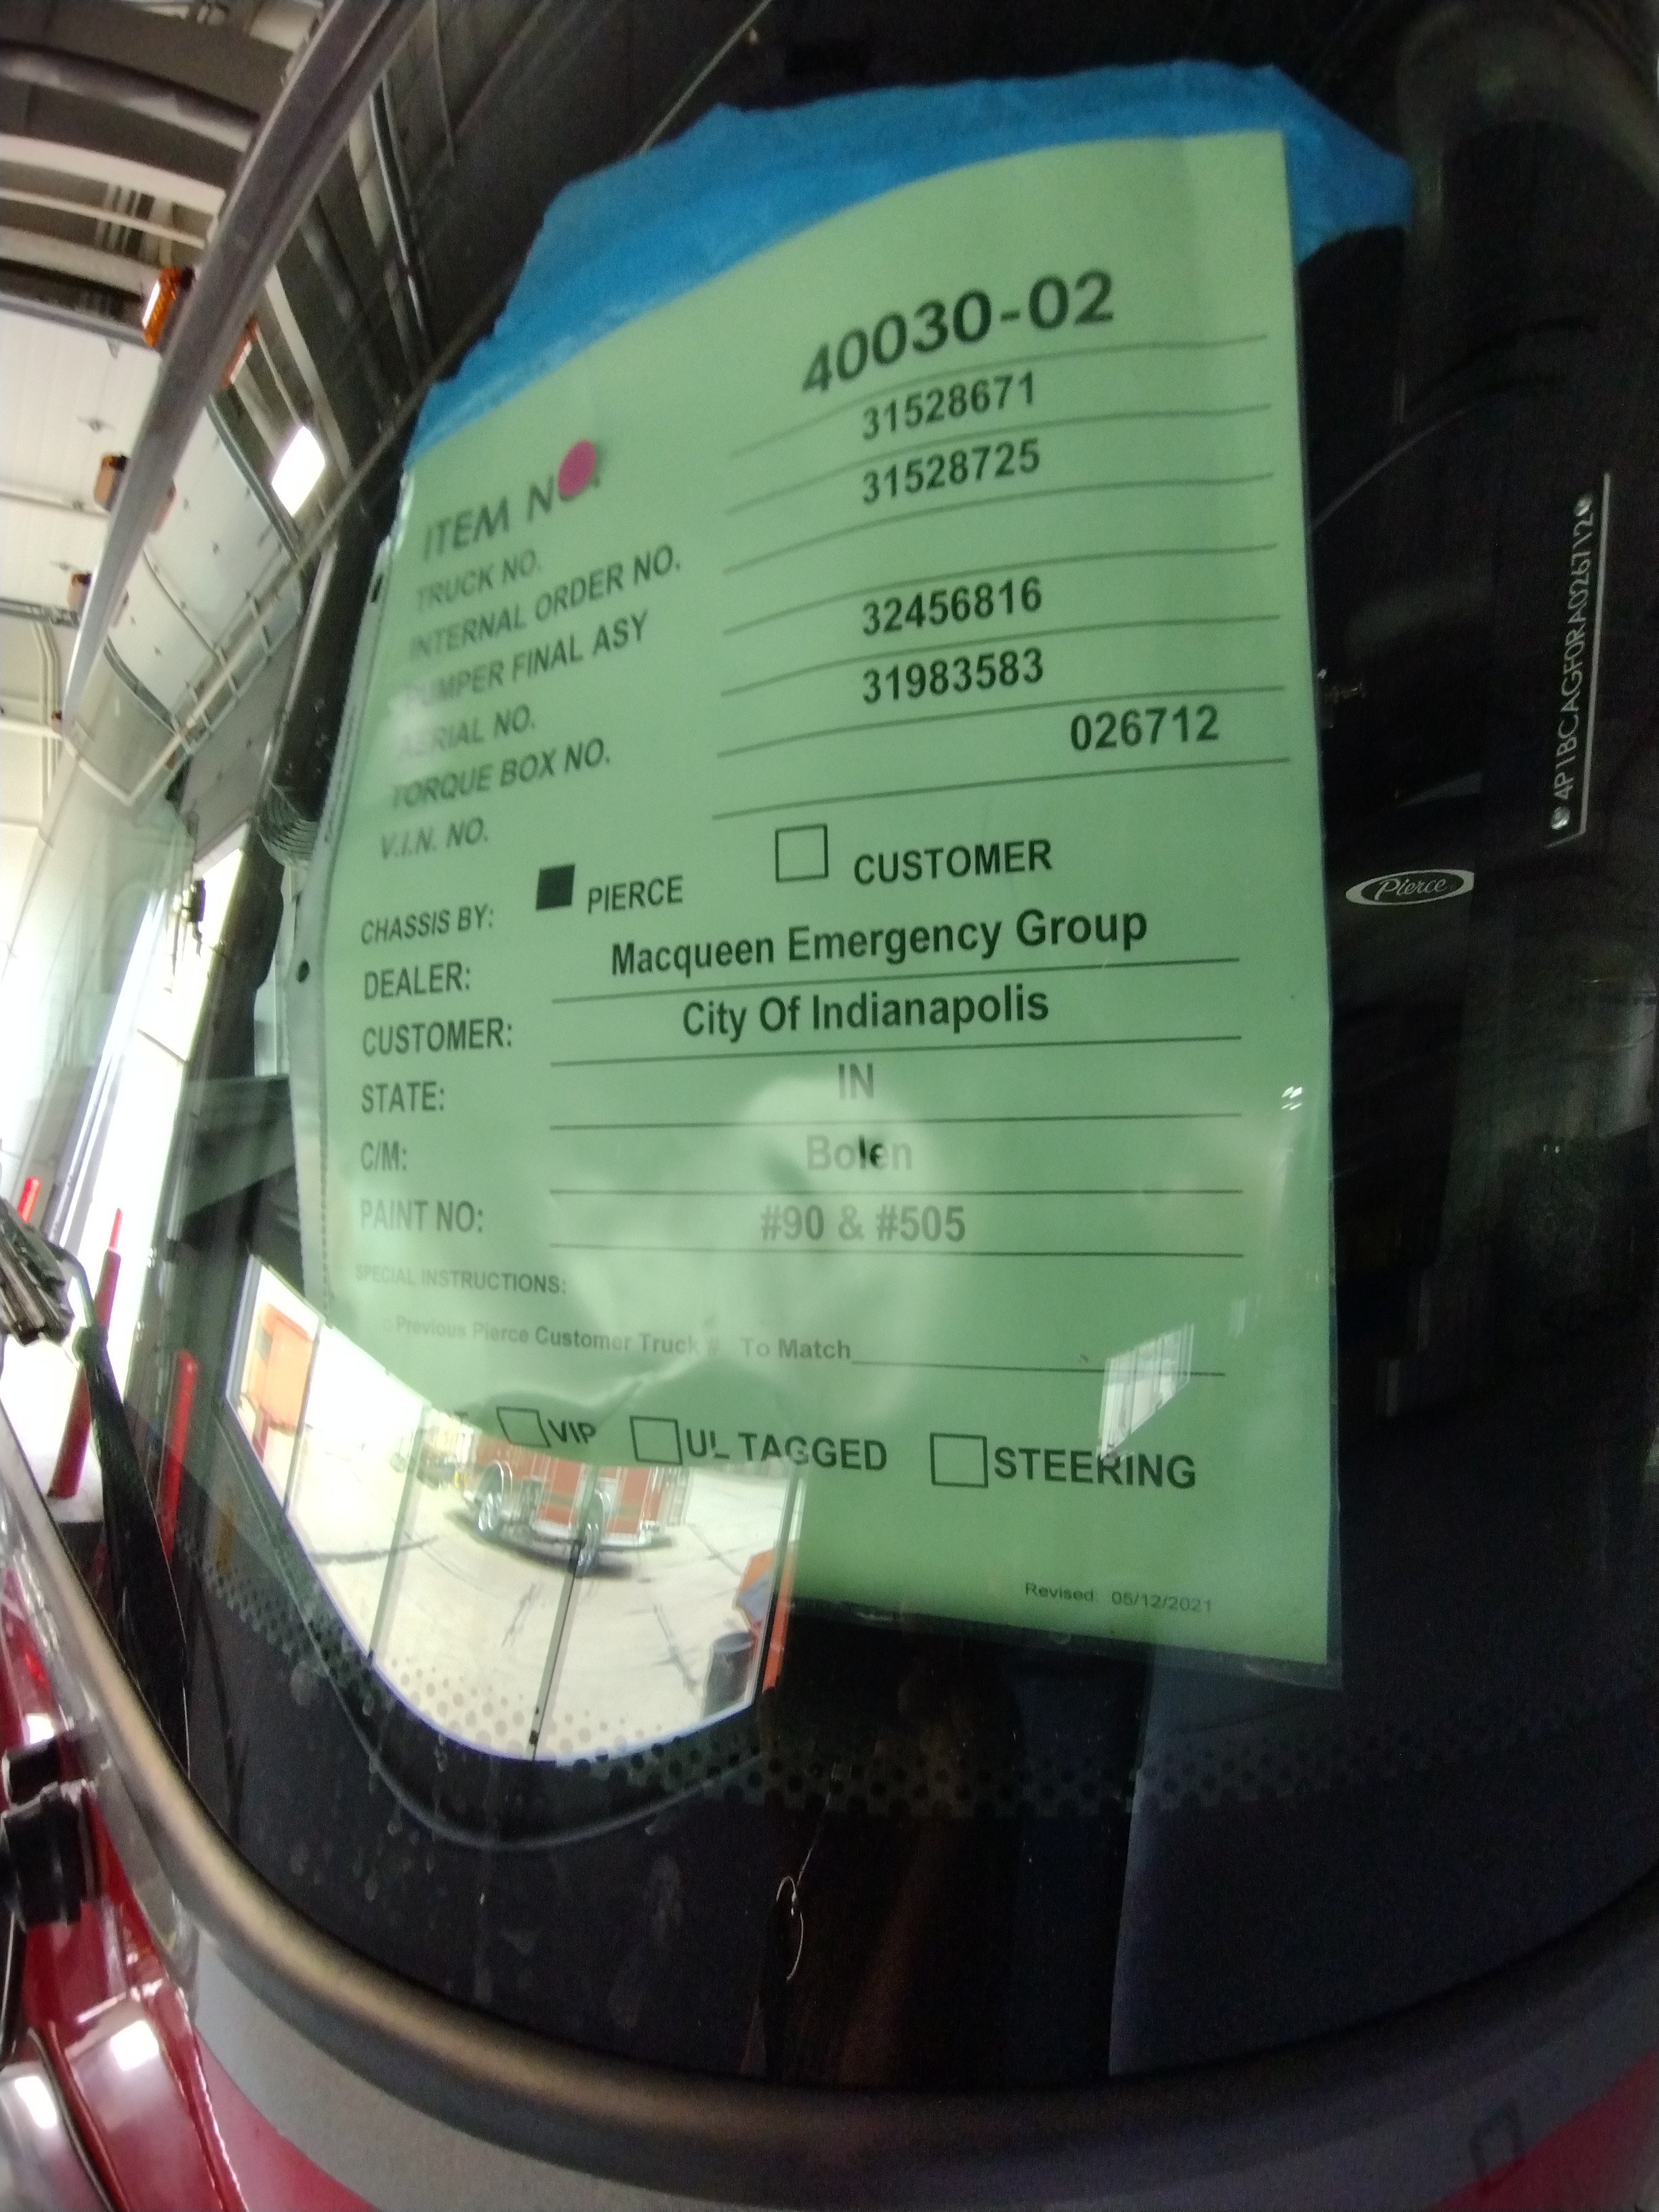 ITEM NO. 40030-02
TRUCK NO. 31528671
INTERNAL ORDER NO. 31528725
PUMPER FINAL ASY
AERIAL NO. 32456816
TORQUE BOX NO. 31983583
V.I.N. NO. 026712
CHASSIS BY: PIERCE CUSTOMER
DEALER: Macqueen Emergency Group
CUSTOMER: City Of Indianapolis
STATE: IN
C/M: Bolen
PAINT NO: #90 & #505
SPECIAL INSTRUCTIONS:
Previous Pierce Customer Truck # To Match
VIP UL TAGGED STEERING
Revised: 05/12/2021
4P1BCAGF0RA026712
Pierce